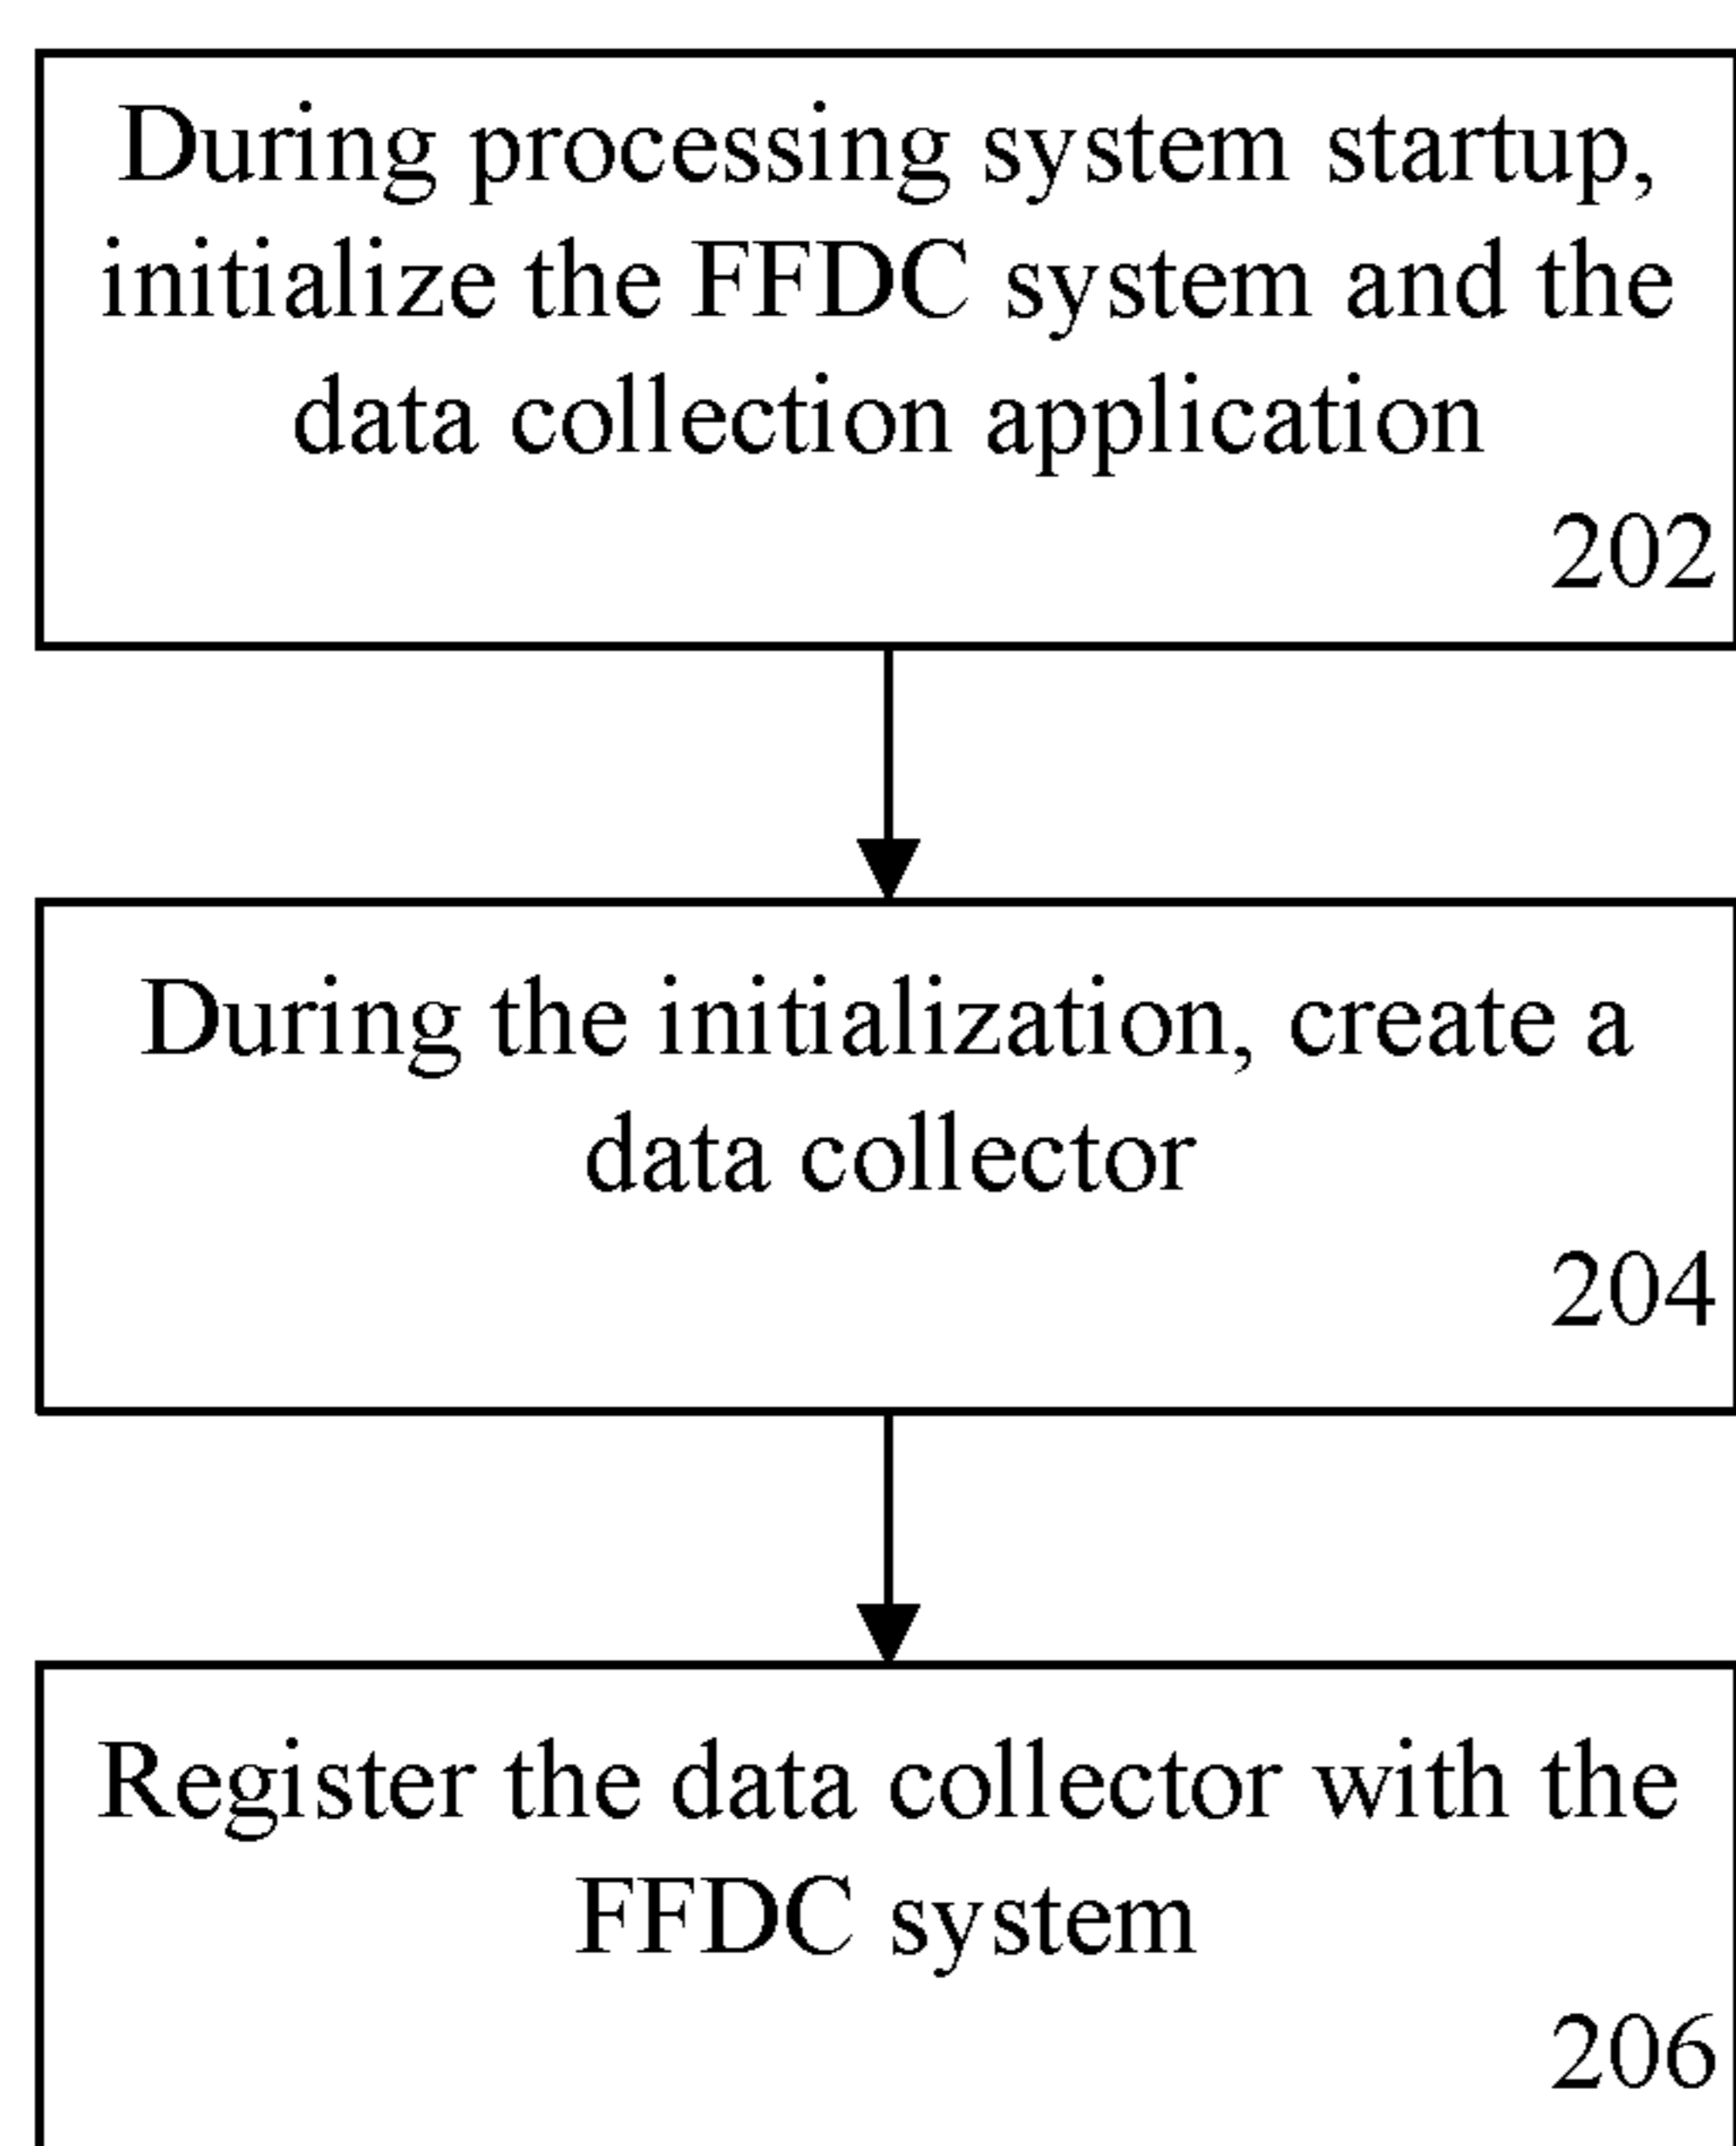 During processing system startup,
initialize the FFDC system and the
data collection application
202
During the initialization, create a
data collector
204
Register the data collector with the
FFDC system
206